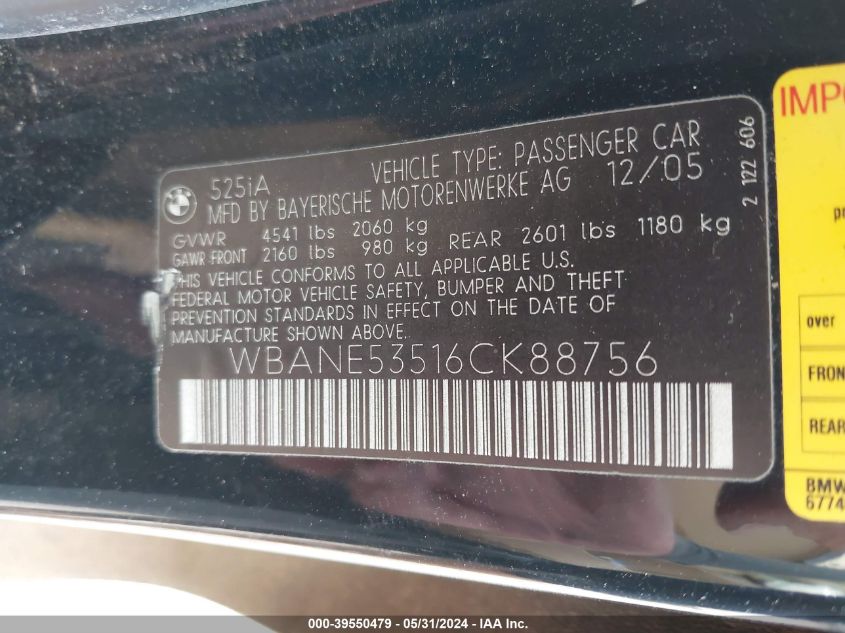 BMW
525iA VEHICLE TYPE: PASSENGER CAR
MFD BY BAYERISCHE MOTORENWERKE AG 12/05
GVWR 4541 lbs 2060 kg
GAWR FRONT 2160 lbs 980 kg REAR 2601 lbs 1180 kg
THIS VEHICLE CONFORMS TO ALL APPLICABLE U.S.
FEDERAL MOTOR VEHICLE SAFETY, BUMPER AND THEFT
PREVENTION STANDARDS IN EFFECT ON THE DATE OF
MANUFACTURE SHOWN ABOVE.
WBANE53516CK88756
2 122 606
IMPO
over
FRON
REAR
BMW
6774
000-39550479 - 05/31/2024 - IAA Inc.